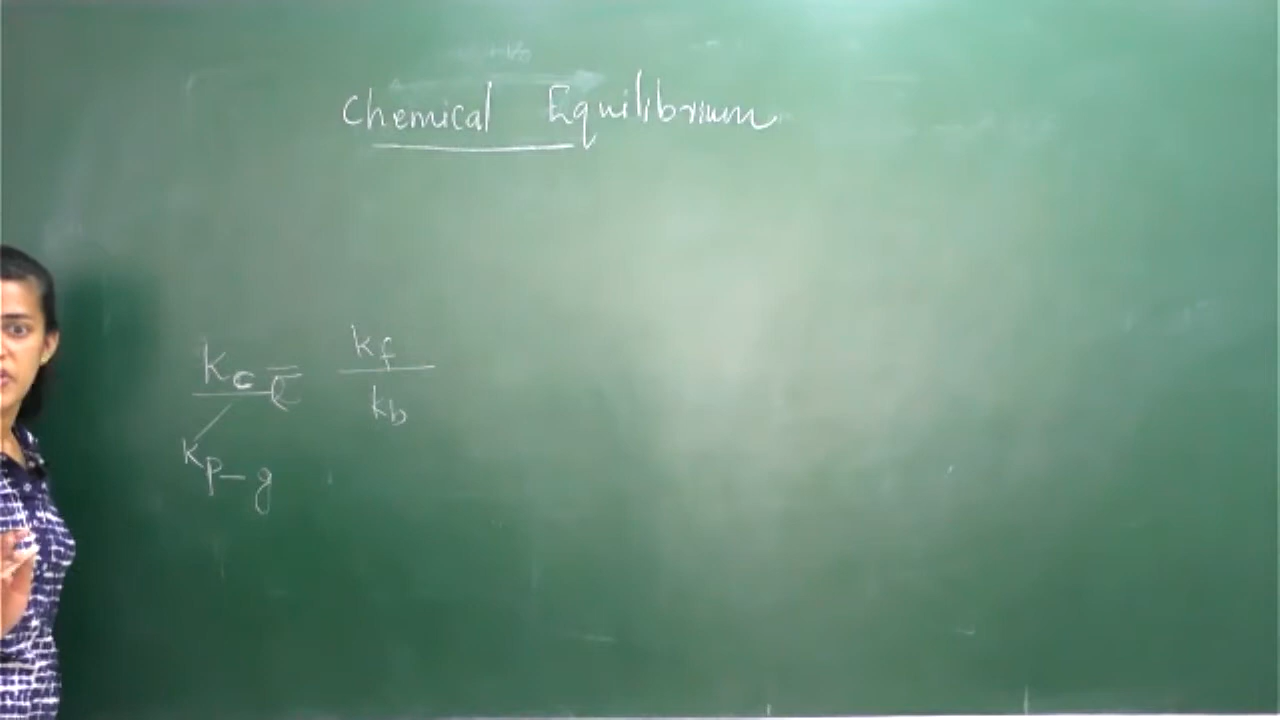 Chemical Equilibrium
Kc = kf / kb
Kp - g